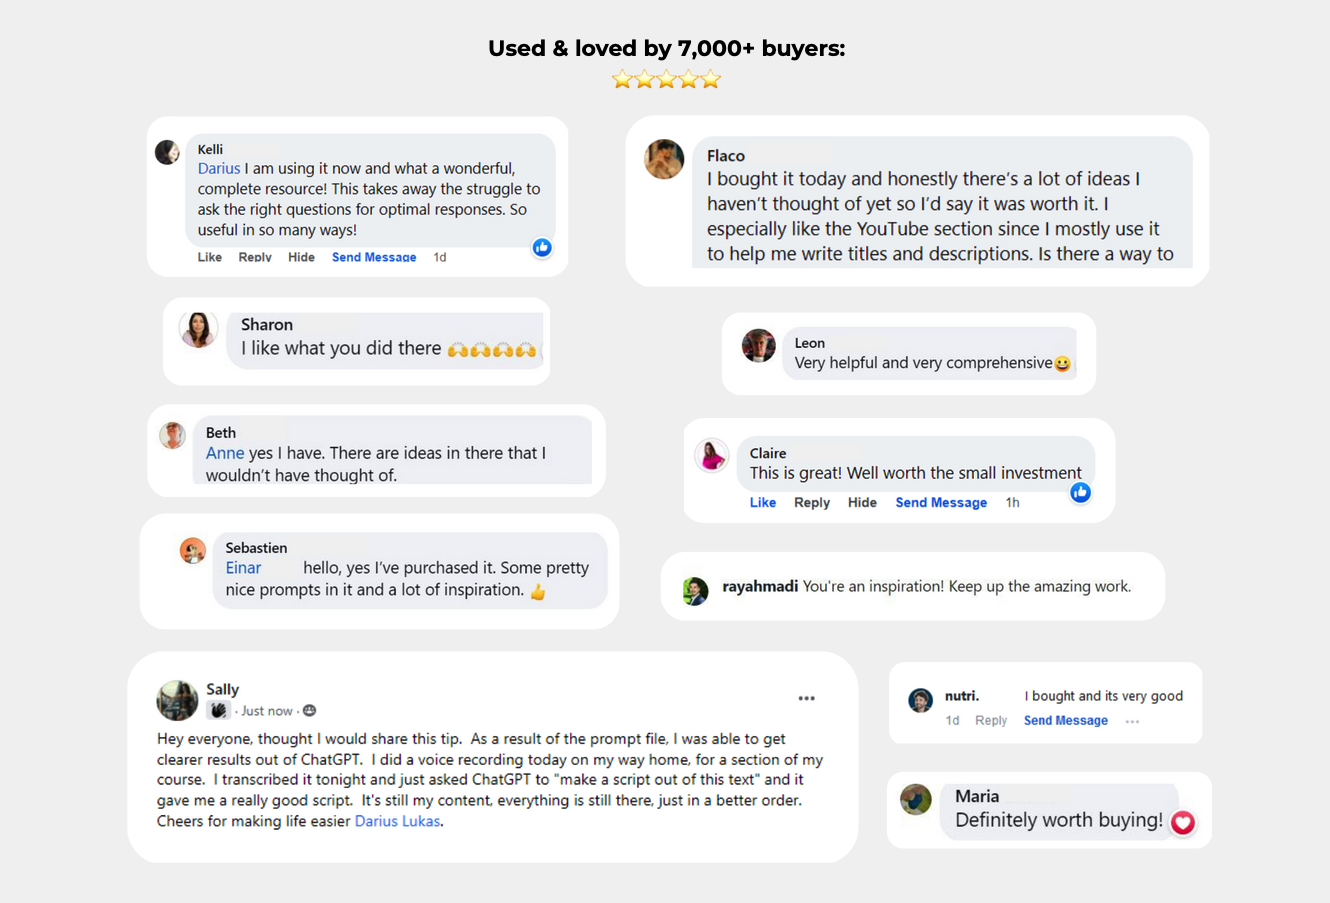 Used & loved by 7,000+ buyers:
Kelli
Darius I am using it now and what a wonderful,
complete resource! This takes away the struggle to
ask the right questions for optimal responses. So
useful in so many ways!
Like Reply Hide Send Message 1d
Flaco
I bought it today and honestly there's a lot of ideas I
haven't thought of yet so I'd say it was worth it. I
especially like the YouTube section since I mostly use it
to help me write titles and descriptions. Is there a way to
Sharon
I like what you did there 🙌🙌🙌🙌
Leon
Very helpful and very comprehensive😀
Beth
Anne yes I have. There are ideas in there that I
wouldn't have thought of.
Claire
This is great! Well worth the small investment
Like Reply Hide Send Message 1h
Sebastien
Einar hello, yes I've purchased it. Some pretty
nice prompts in it and a lot of inspiration. 👍
rayahmadi You're an inspiration! Keep up the amazing work.
Sally
· Just now ·
Hey everyone, thought I would share this tip.  As a result of the prompt file, I was able to get
clearer results out of ChatGPT.  I did a voice recording today on my way home, for a section of my
course.  I transcribed it tonight and just asked ChatGPT to "make a script out of this text" and it
gave me a really good script.  It's still my content, everything is still there, just in a better order.
Cheers for making life easier Darius Lukas.
nutri. I bought and its very good
1d Reply Send Message ...
Maria
Definitely worth buying!